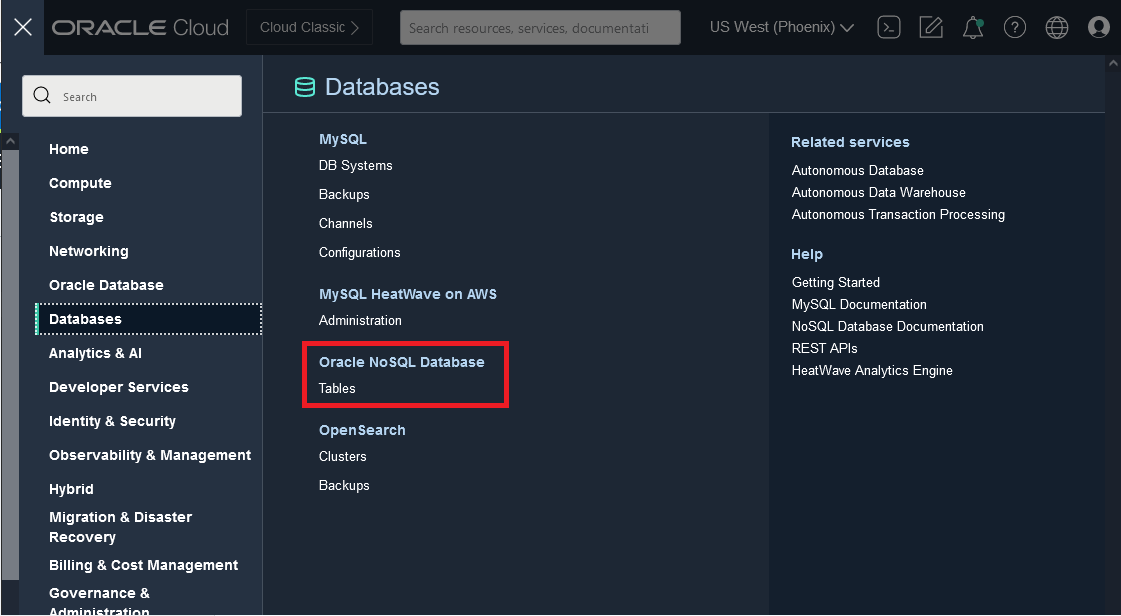 ORACLE Cloud
Cloud Classic
Search resources, services, documentati
US West (Phoenix)
Search
Home
Compute
Storage
Networking
Oracle Database
Databases
Analytics & AI
Developer Services
Identity & Security
Observability & Management
Hybrid
Migration & Disaster
Recovery
Billing & Cost Management
Governance &
Administration
Databases
MySQL
DB Systems
Backups
Channels
Configurations
MySQL HeatWave on AWS
Administration
Oracle NoSQL Database
Tables
OpenSearch
Clusters
Backups
Related services
Autonomous Database
Autonomous Data Warehouse
Autonomous Transaction Processing
Help
Getting Started
MySQL Documentation
NoSQL Database Documentation
REST APIs
HeatWave Analytics Engine